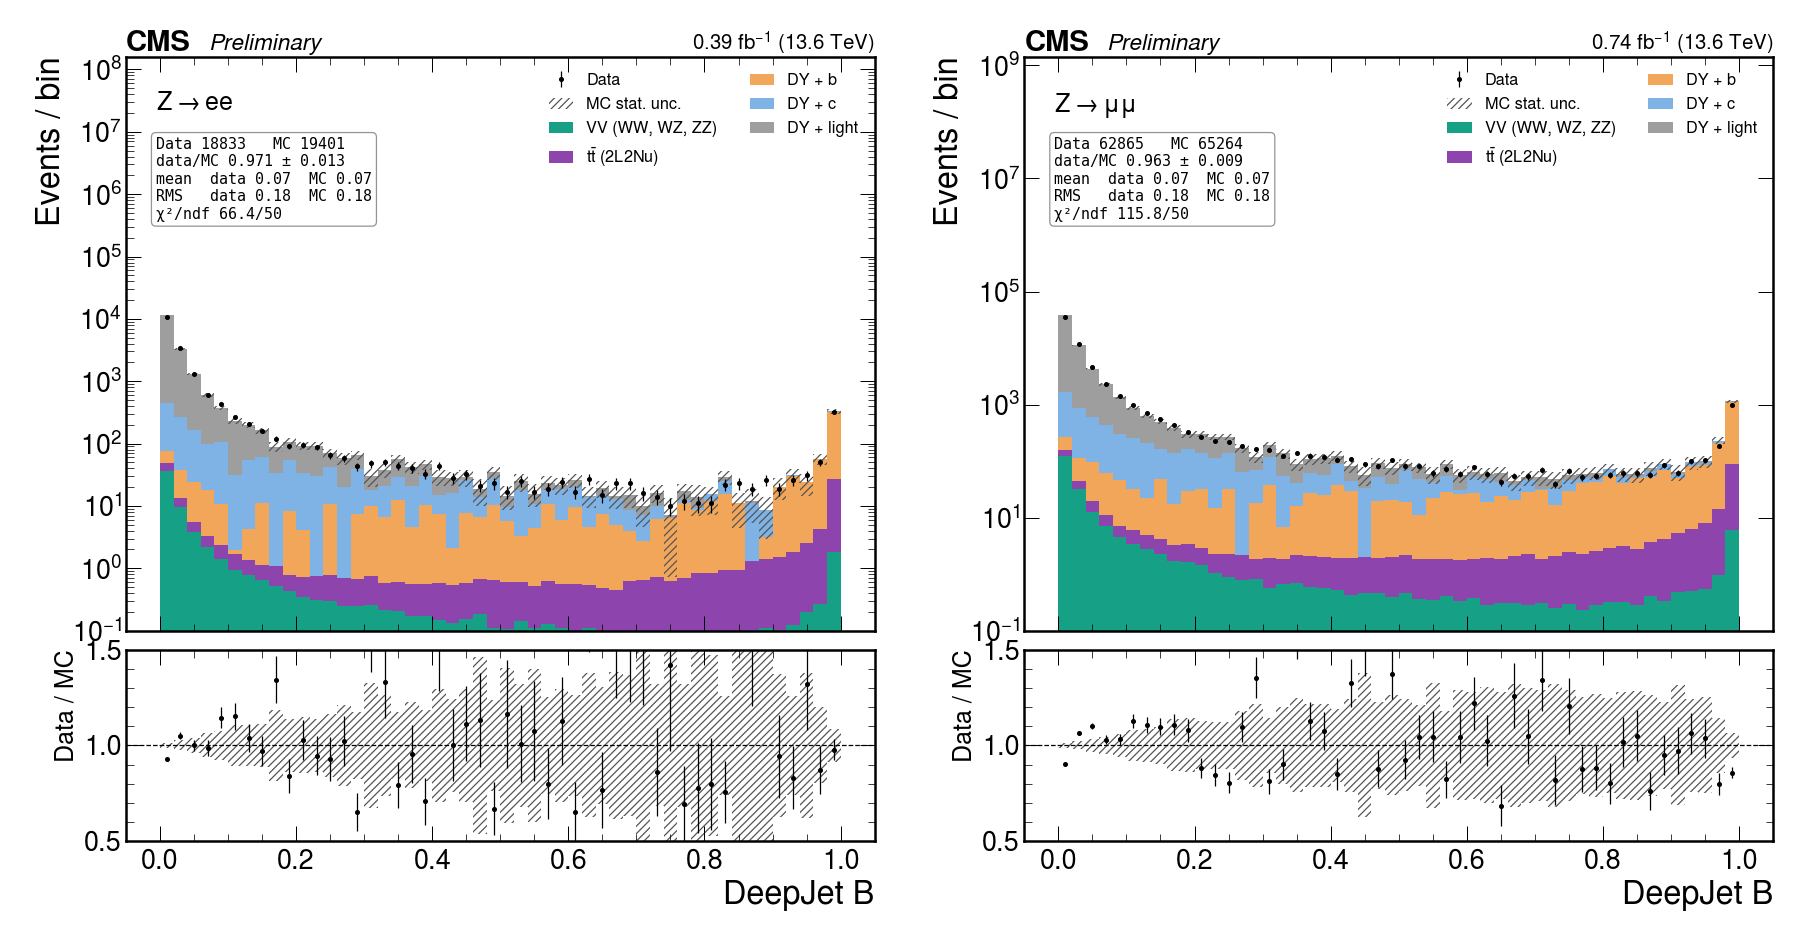 CMS Preliminary 0.39 fb⁻¹ (13.6 TeV)
Events / bin
10⁸
10⁷
10⁶
10⁵
10⁴
10³
10²
10¹
10⁰
10⁻¹
Z → ee
Data 18833 MC 19401
data/MC 0.971 ± 0.013
mean data 0.07 MC 0.07
RMS data 0.18 MC 0.18
χ²/ndf 66.4/50
Data
MC stat. unc.
VV (WW, WZ, ZZ)
tt̄ (2L2Nu)
DY + b
DY + c
DY + light
Data / MC
1.5
1.0
0.5
0.0 0.2 0.4 0.6 0.8 1.0
DeepJet B
CMS Preliminary 0.74 fb⁻¹ (13.6 TeV)
Events / bin
10⁹
10⁷
10⁵
10³
10¹
10⁻¹
Z → μμ
Data 62865 MC 65264
data/MC 0.963 ± 0.009
mean data 0.07 MC 0.07
RMS data 0.18 MC 0.18
χ²/ndf 115.8/50
Data
MC stat. unc.
VV (WW, WZ, ZZ)
tt̄ (2L2Nu)
DY + b
DY + c
DY + light
Data / MC
1.5
1.0
0.5
0.0 0.2 0.4 0.6 0.8 1.0
DeepJet B